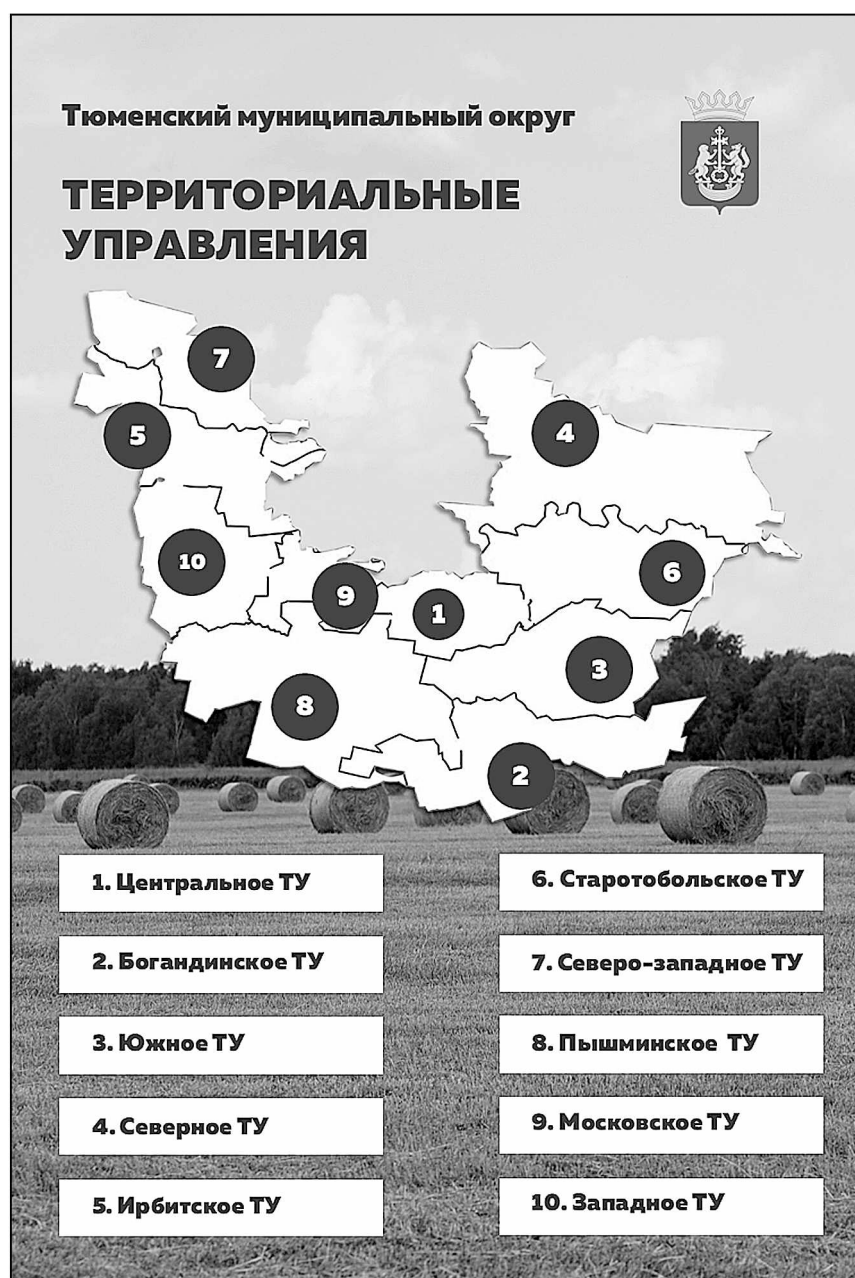 Тюменский муниципальный округ
ТЕРРИТОРИАЛЬНЫЕ
УПРАВЛЕНИЯ
7
5
4
10
9
1
6
3
8
2
1. Центральное ТУ
2. Богандинское ТУ
3. Южное ТУ
4. Северное ТУ
5. Ирбитское ТУ
6. Старотобольское ТУ
7. Северо-западное ТУ
8. Пышминское ТУ
9. Московское ТУ
10. Западное ТУ